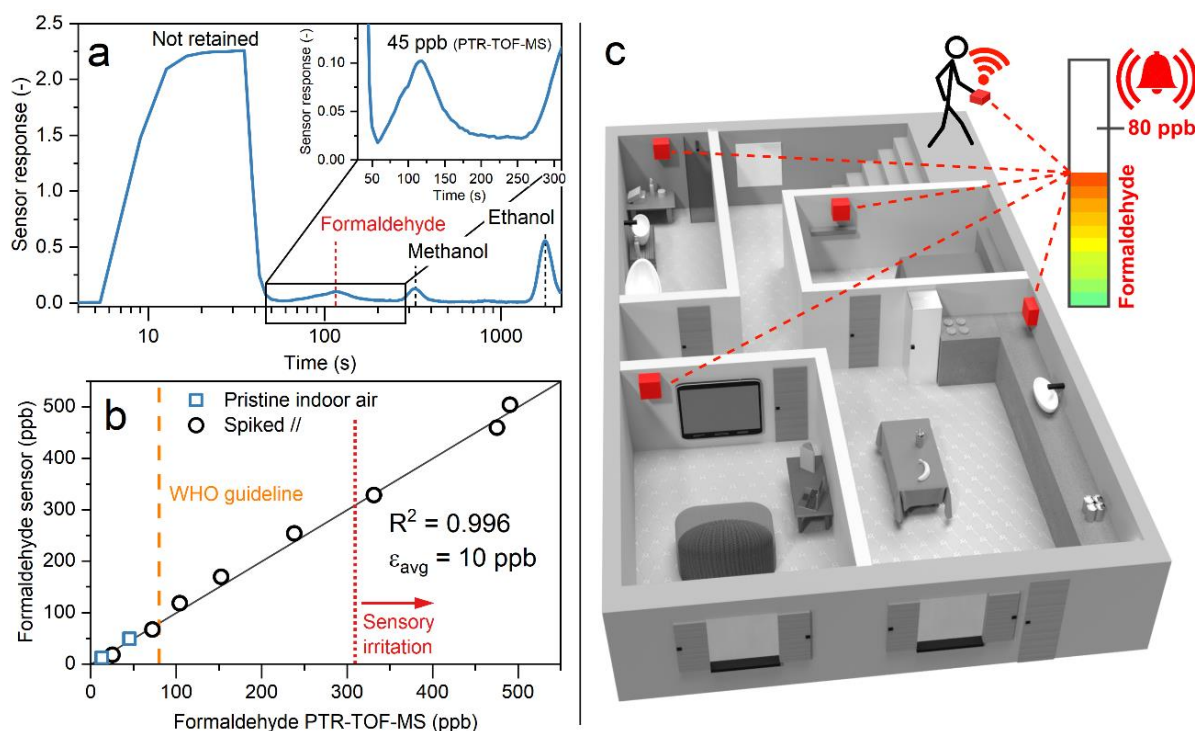 a
Sensor response (-)
2.5
2.0
1.5
1.0
0.5
0.0
Not retained
Formaldehyde
Methanol
Ethanol
10
100
1000
Time (s)
45 ppb (PTR-TOF-MS)
Sensor response (-)
0.10
0.05
0.00
50 100 150 200 250 300
Time (s)
b
Formaldehyde sensor (ppb)
500
400
300
200
100
0
Pristine indoor air
Spiked //
WHO guideline
R² = 0.996
εavg = 10 ppb
Sensory
irritation
0 100 200 300 400 500
Formaldehyde PTR-TOF-MS (ppb)
c
80 ppb
Formaldehyde